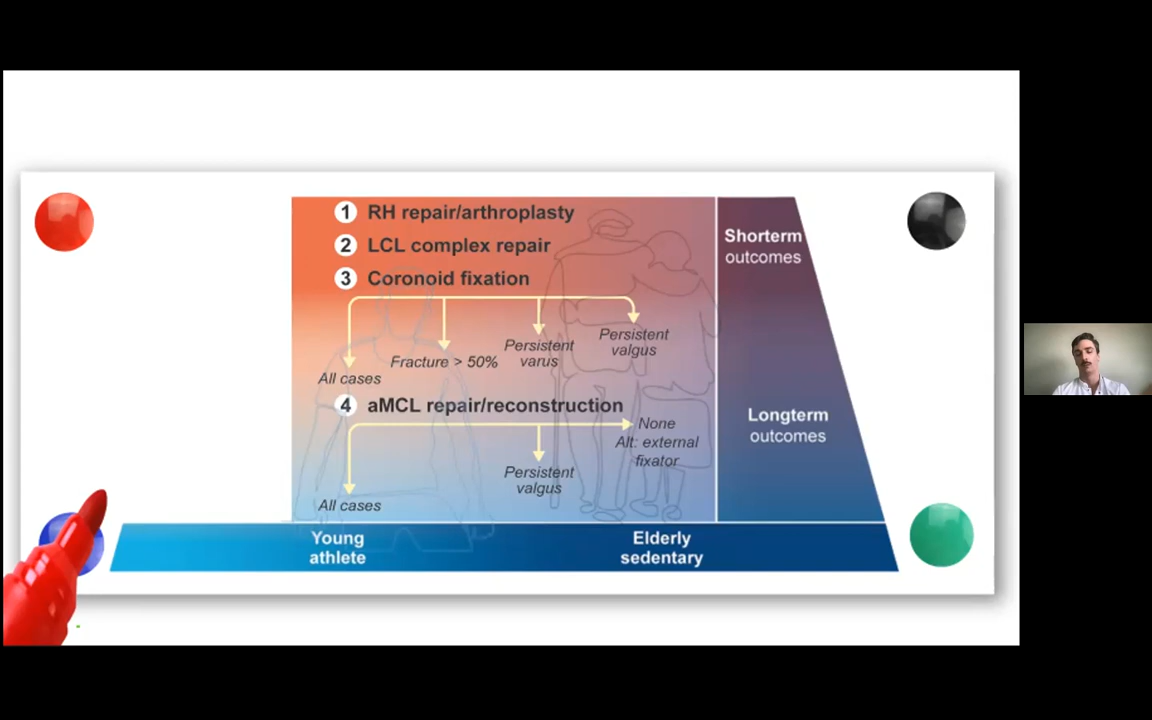 1 RH repair/arthroplasty
2 LCL complex repair
3 Coronoid fixation
All cases
Fracture > 50%
Persistent
varus
Persistent
valgus
4 aMCL repair/reconstruction
All cases
Persistent
valgus
None
Alt: external
fixator
Shorterm
outcomes
Longterm
outcomes
Young
athlete
Elderly
sedentary